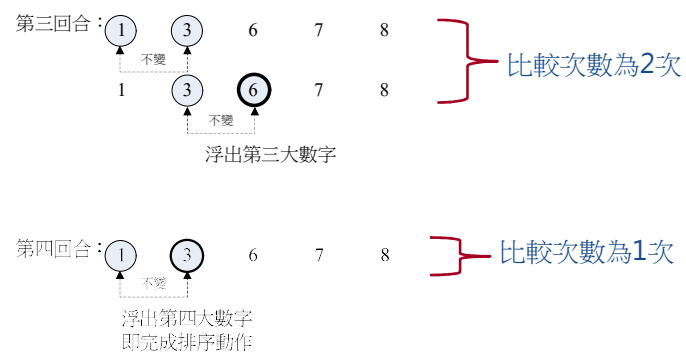 第三回合： 1 3 6 7 8
不變
比較次數為2次
1 3 6 7 8
不變
浮出第三大數字
第四回合： 1 3 6 7 8
比較次數為1次
不變
浮出第四大數字
即完成排序動作